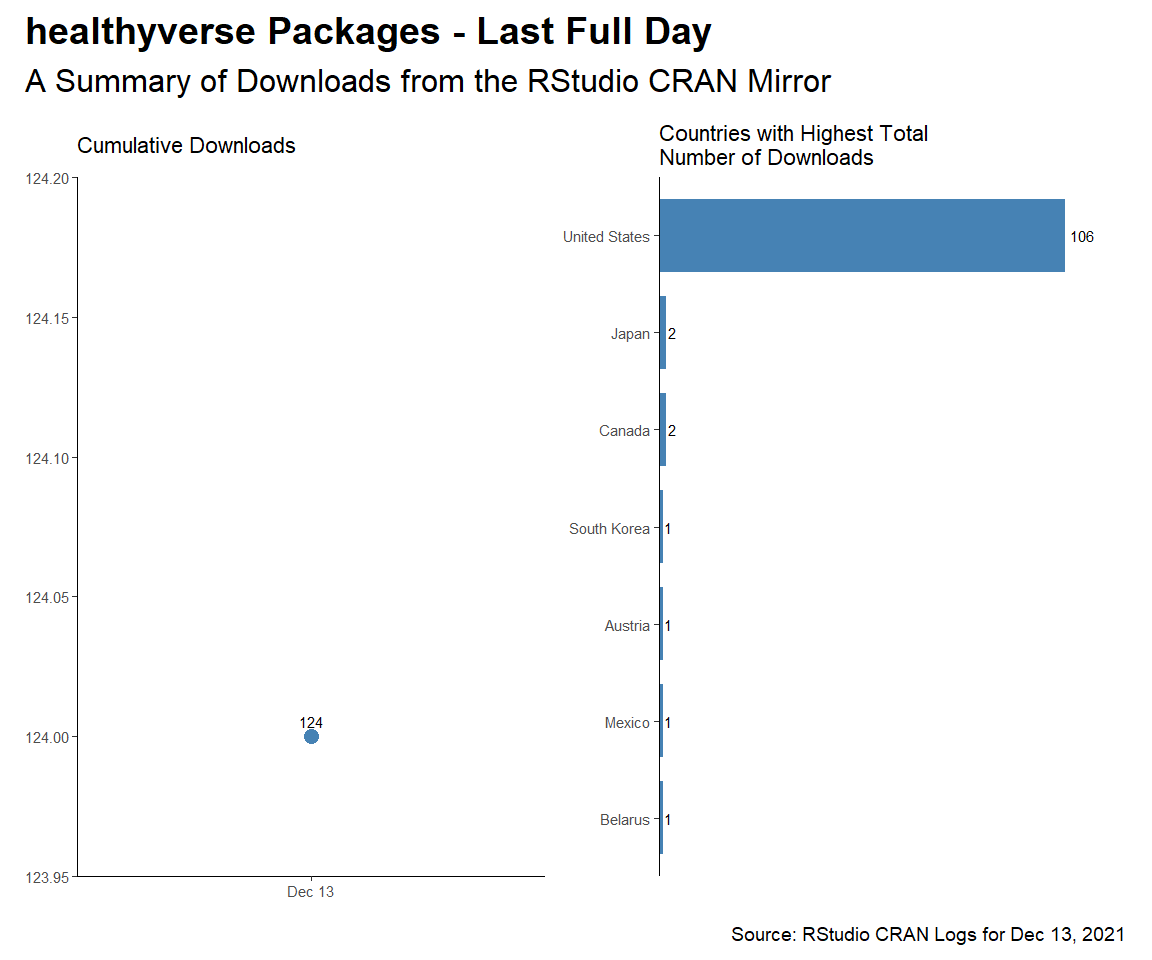 healthyverse Packages - Last Full Day
A Summary of Downloads from the RStudio CRAN Mirror
Cumulative Downloads
124.20
124.15
124.10
124.05
124.00
123.95
124
Dec 13
Countries with Highest Total
Number of Downloads
United States 106
Japan 2
Canada 2
South Korea 1
Austria 1
Mexico 1
Belarus 1
Source: RStudio CRAN Logs for Dec 13, 2021